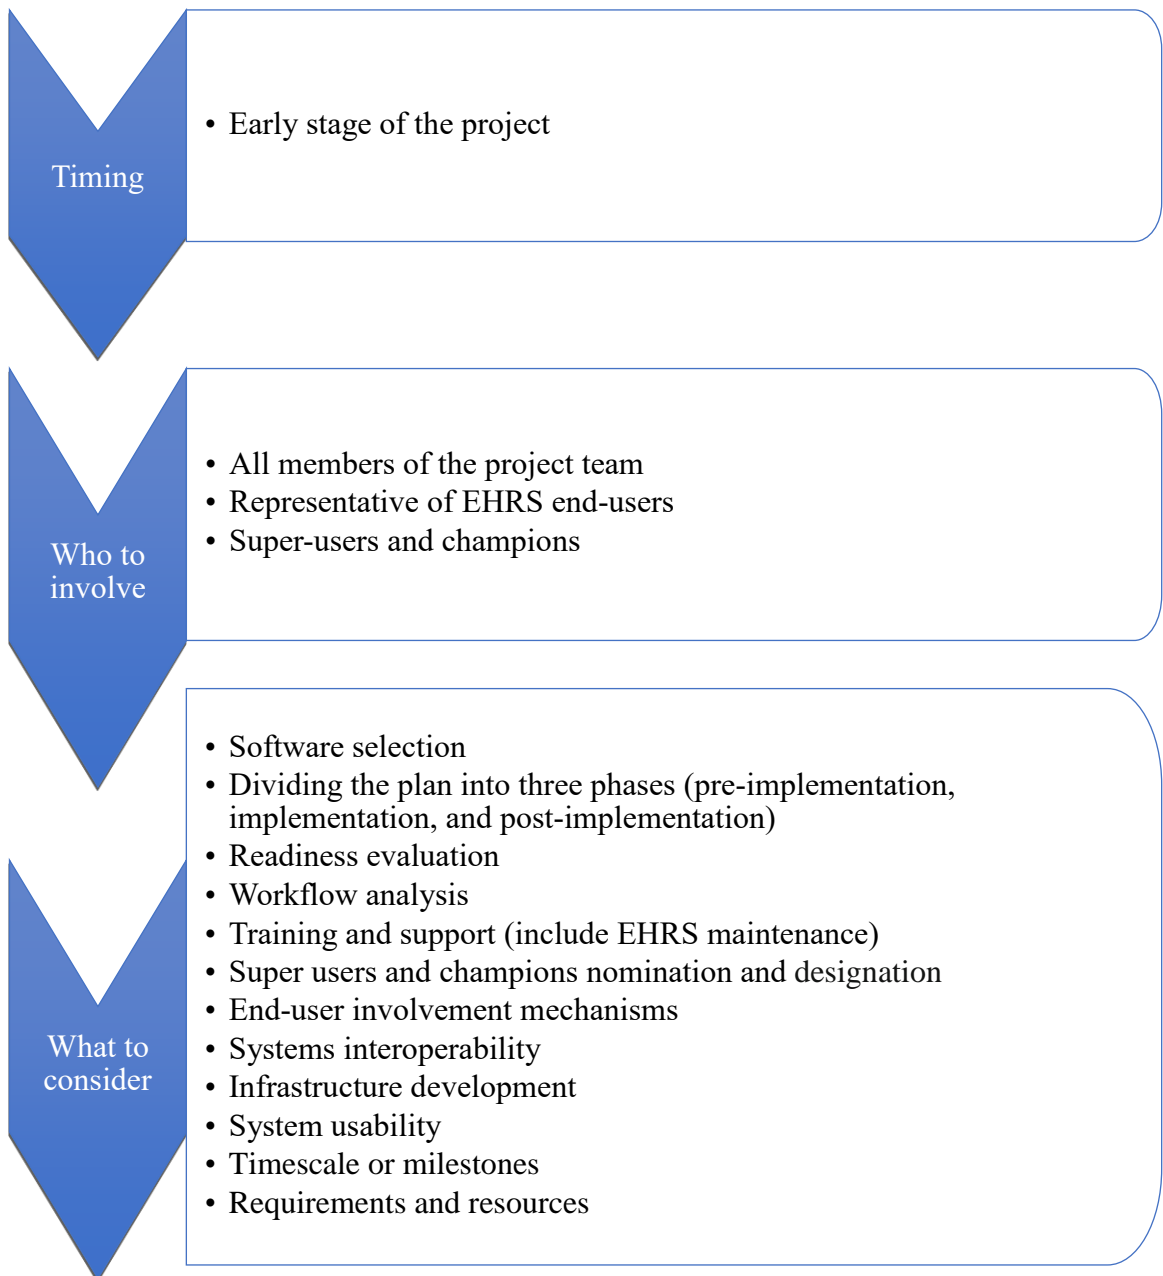 Timing
• Early stage of the project
Who to
involve
• All members of the project team
• Representative of EHRS end-users
• Super-users and champions
What to
consider
• Software selection
• Dividing the plan into three phases (pre-implementation,
implementation, and post-implementation)
• Readiness evaluation
• Workflow analysis
• Training and support (include EHRS maintenance)
• Super users and champions nomination and designation
• End-user involvement mechanisms
• Systems interoperability
• Infrastructure development
• System usability
• Timescale or milestones
• Requirements and resources